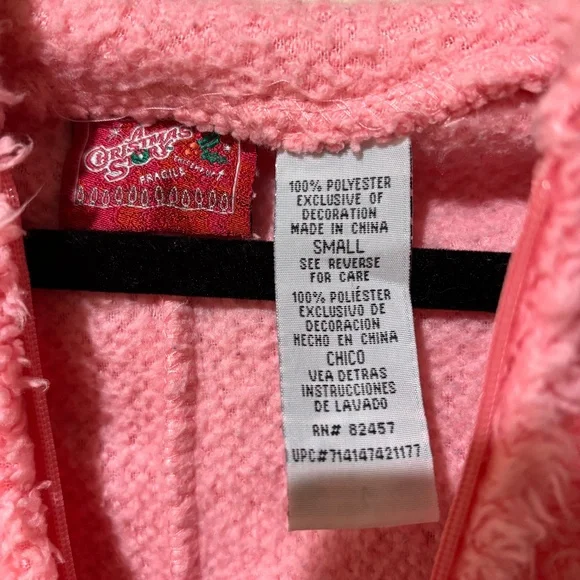 A
CHRISTMAS
STORY
FRAGILE
100% POLYESTER
EXCLUSIVE OF
DECORATION
MADE IN CHINA
SMALL
SEE REVERSE
FOR CARE
100% POLIÉSTER
EXCLUSIVO DE
DECORACION
HECHO EN CHINA
CHICO
VEA DETRAS
INSTRUCCIONES
DE LAVADO
RN# 82457
UPC#714147421177